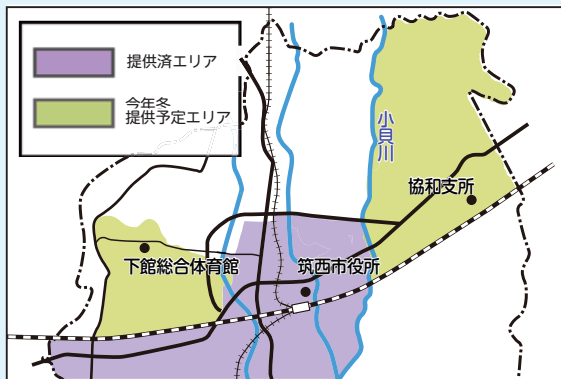 提供済エリア
今年冬
提供予定エリア
小貝川
協和支所
下館総合体育館
筑西市役所